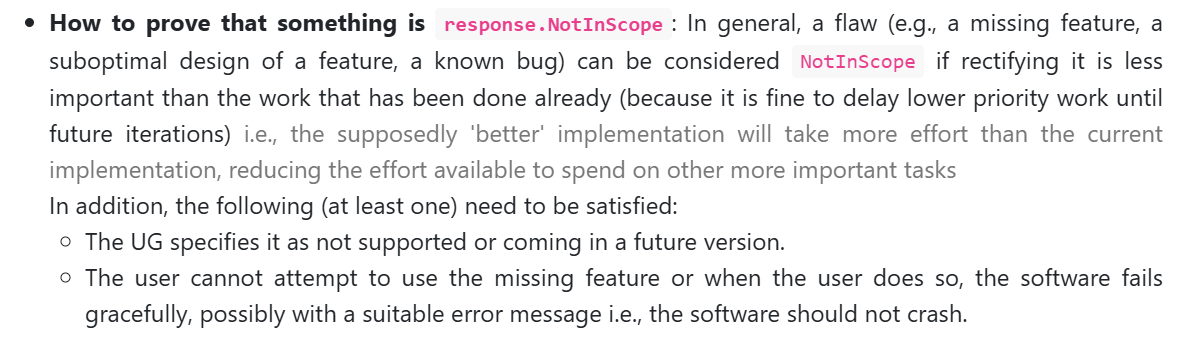 • How to prove that something is response.NotInScope: In general, a flaw (e.g., a missing feature, a
suboptimal design of a feature, a known bug) can be considered NotInScope if rectifying it is less
important than the work that has been done already (because it is fine to delay lower priority work until
future iterations) i.e., the supposedly 'better' implementation will take more effort than the current
implementation, reducing the effort available to spend on other more important tasks
In addition, the following (at least one) need to be satisfied:
◦ The UG specifies it as not supported or coming in a future version.
◦ The user cannot attempt to use the missing feature or when the user does so, the software fails
gracefully, possibly with a suitable error message i.e., the software should not crash.